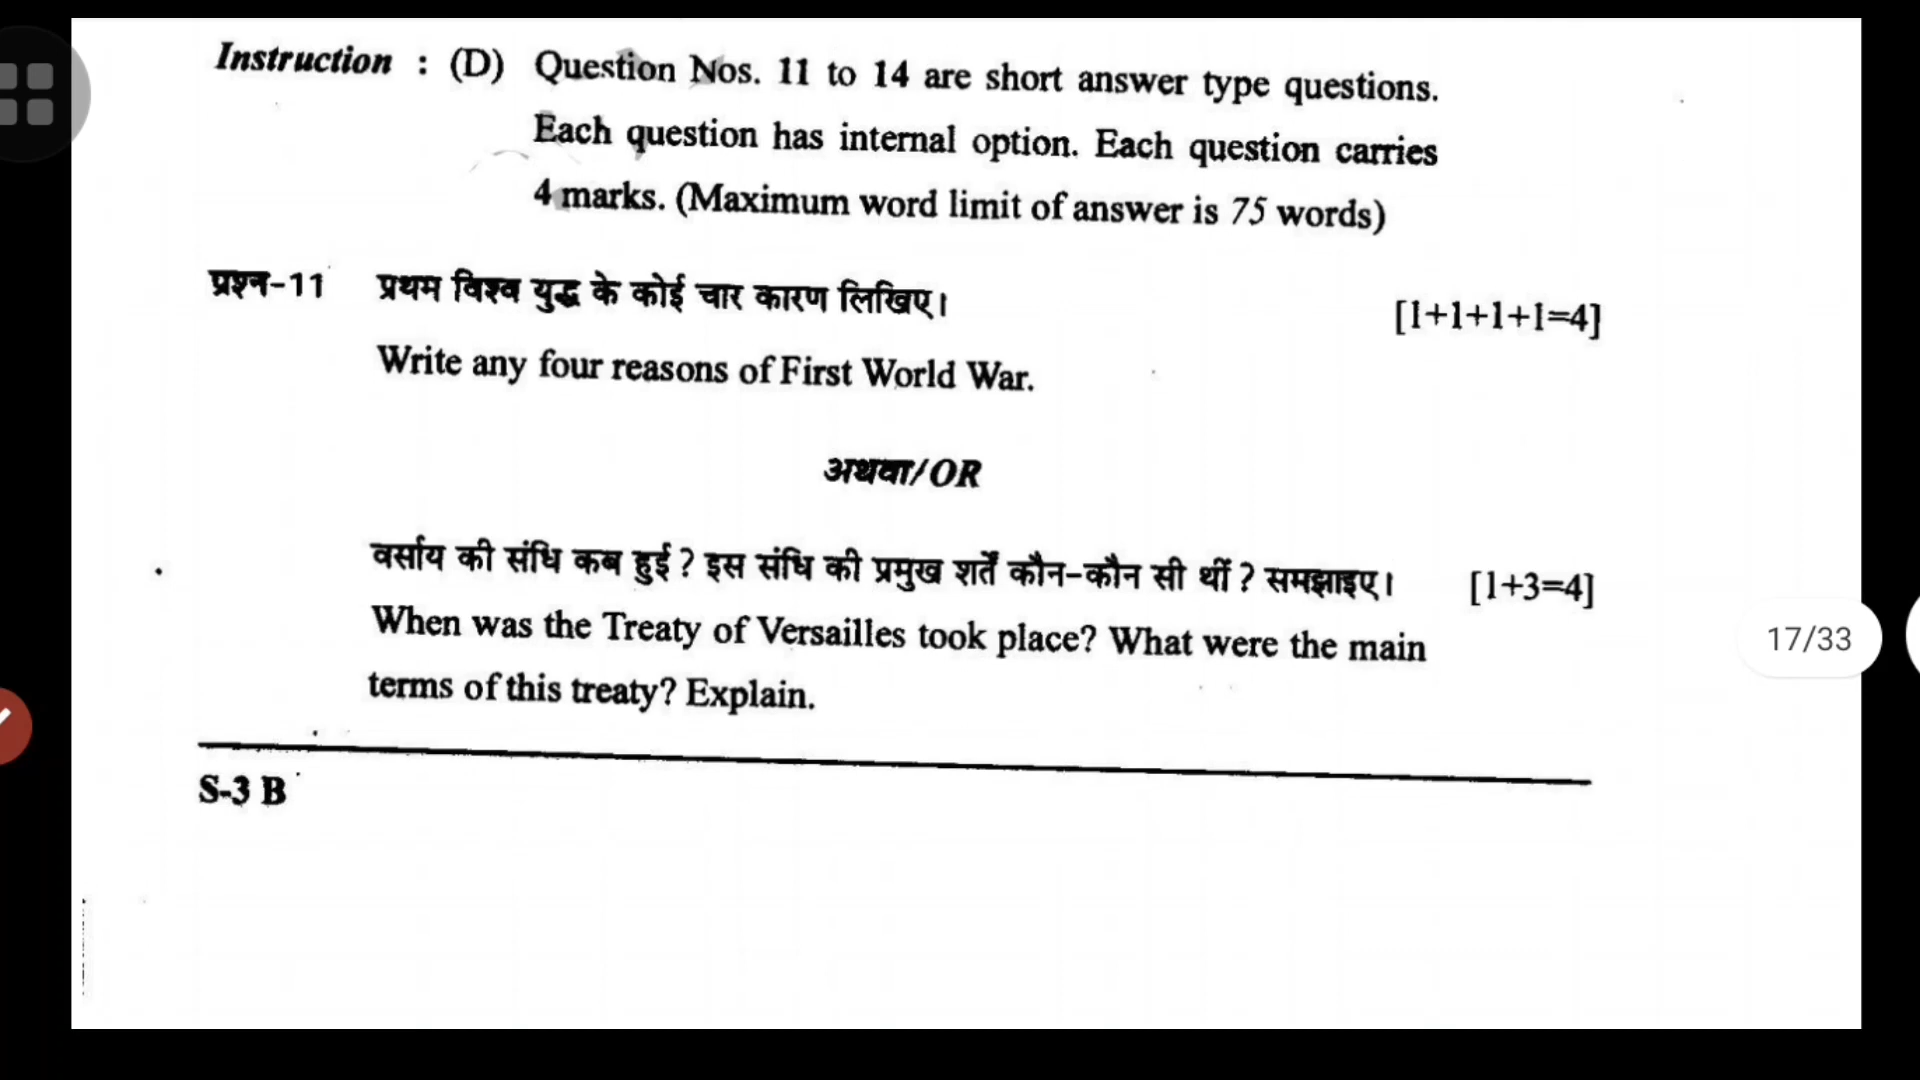 Instruction : (D) Question Nos. 11 to 14 are short answer type questions.
Each question has internal option. Each question carries
4 marks. (Maximum word limit of answer is 75 words)
प्रश्न-11 प्रथम विश्व युद्ध के कोई चार कारण लिखिए। [1+1+1+1=4]
Write any four reasons of First World War.
अथवा/OR
वर्साय की संधि कब हुई ? इस संधि की प्रमुख शर्तें कौन-कौन सी थीं ? समझाइए। [1+3=4]
When was the Treaty of Versailles took place? What were the main
17/33
terms of this treaty? Explain.
S-3 B